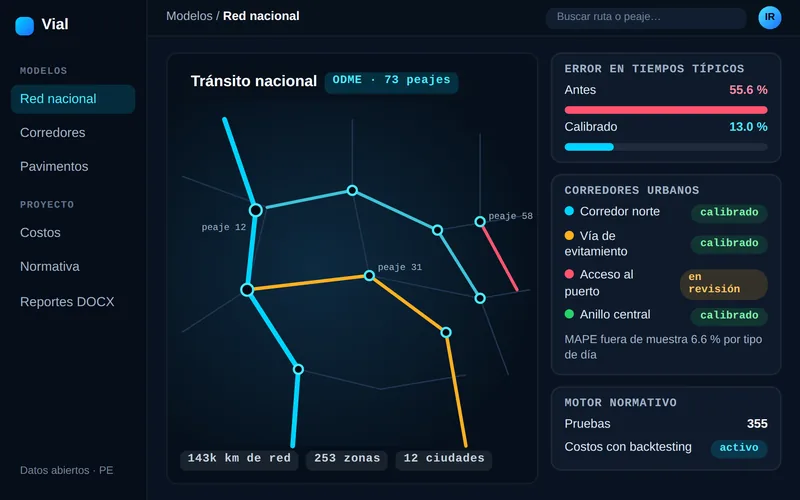 Vial
MODELOS
Red nacional
Corredores
Pavimentos
PROYECTO
Costos
Normativa
Reportes DOCX
Datos abiertos · PE
Modelos / Red nacional
Buscar ruta o peaje…
IR
Tránsito nacional
ODME · 73 peajes
peaje 12
peaje 31
peaje 58
143k km de red
253 zonas
12 ciudades
ERROR EN TIEMPOS TÍPICOS
Antes 55.6 %
Calibrado 13.0 %
CORREDORES URBANOS
Corredor norte calibrado
Vía de
evitamiento
calibrado
Acceso al
puerto
en
revisión
Anillo central calibrado
MAPE fuera de muestra 6.6 % por tipo
de día
MOTOR NORMATIVO
Pruebas 355
Costos con backtesting activo